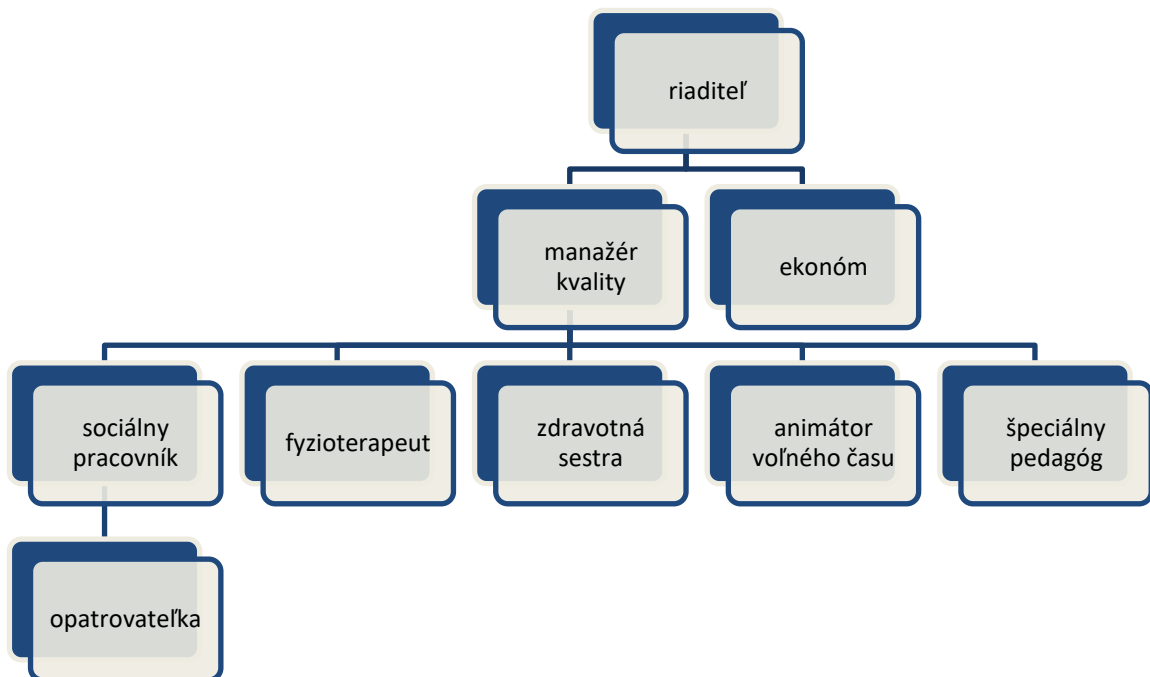 riaditeľ
manažér
kvality
ekonóm
sociálny
pracovník
fyzioterapeut
zdravotná
sestra
animátor
voľného času
špeciálny
pedagóg
opatrovateľka